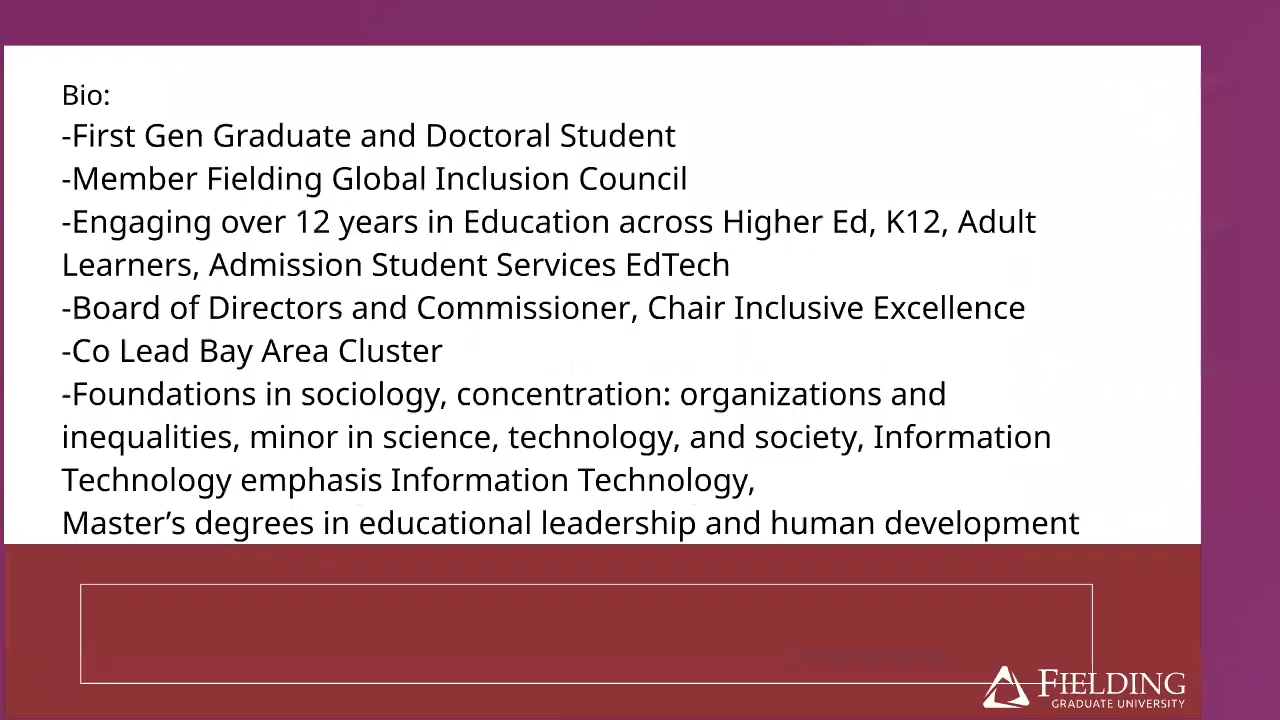 Bio:
-First Gen Graduate and Doctoral Student
-Member Fielding Global Inclusion Council
-Engaging over 12 years in Education across Higher Ed, K12, Adult
Learners, Admission Student Services EdTech
-Board of Directors and Commissioner, Chair Inclusive Excellence
-Co Lead Bay Area Cluster
-Foundations in sociology, concentration: organizations and
inequalities, minor in science, technology, and society, Information
Technology emphasis Information Technology,
Master’s degrees in educational leadership and human development
FIELDING
GRADUATE UNIVERSITY